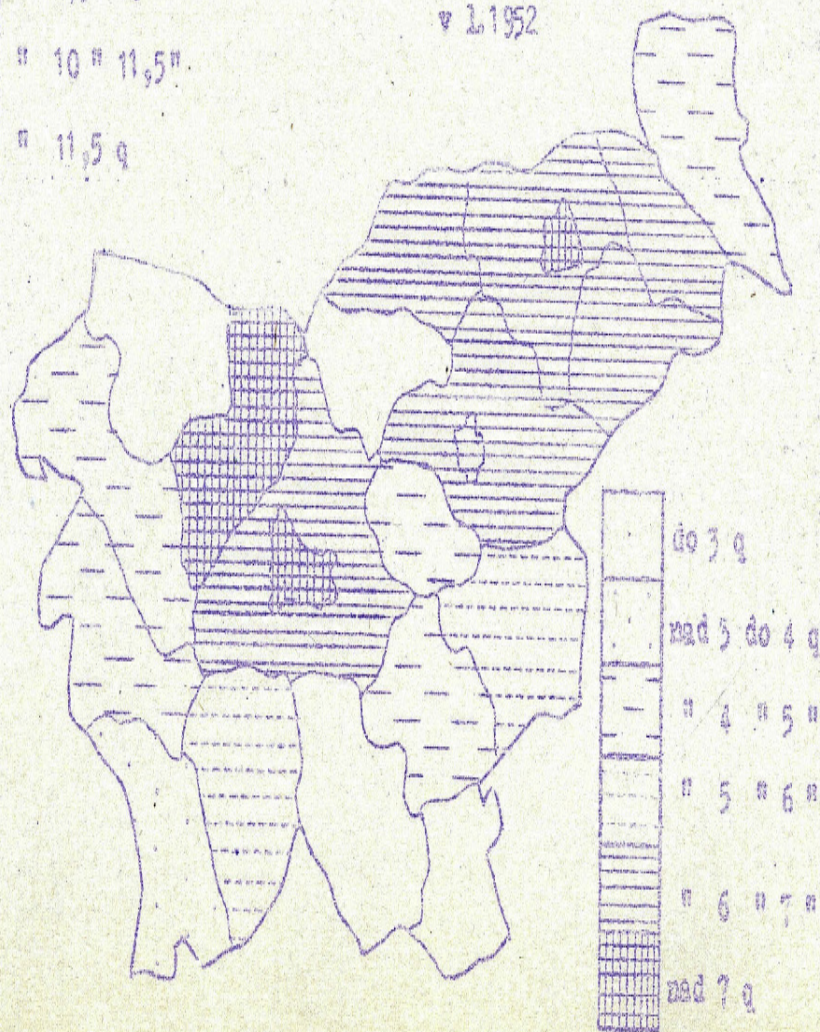 v r.1952
" 10 " 11,5"
" 11,5 q
do 3 q
nad 3 do 4 q
" 4 " 5 "
" 5 " 6 "
" 6 " 7 "
nad 7 q